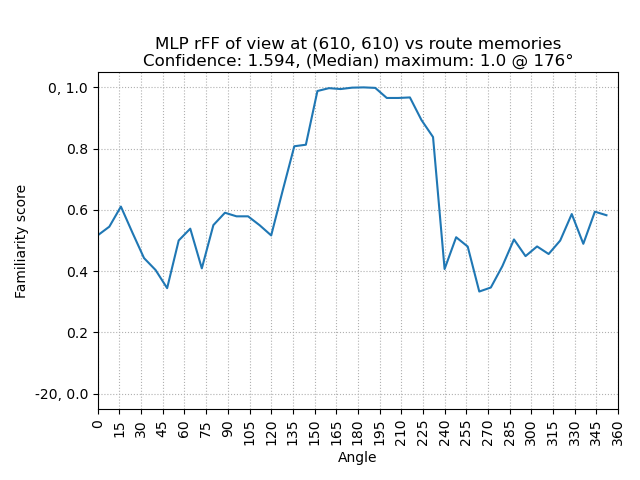 MLP rFF of view at (610, 610) vs route memories
Confidence: 1.594, (Median) maximum: 1.0 @ 176°
Familiarity score
0, 1.0
0.8
0.6
0.4
0.2
-20, 0.0
0 15 30 45 60 75 90 105 120 135 150 165 180 195 210 225 240 255 270 285 300 315 330 345 360
Angle